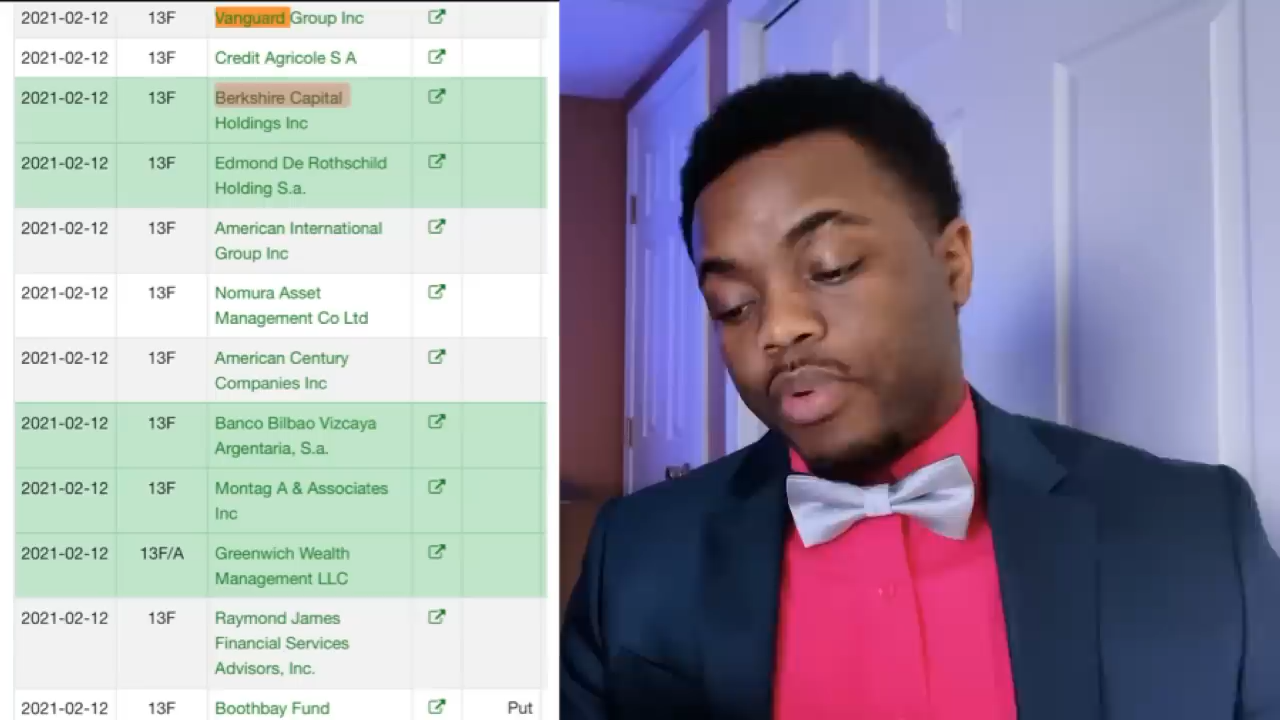 2021-02-12 13F Vanguard Group Inc
2021-02-12 13F Credit Agricole S A
2021-02-12 13F Berkshire Capital
Holdings Inc
2021-02-12 13F Edmond De Rothschild
Holding S.a.
2021-02-12 13F American International
Group Inc
2021-02-12 13F Nomura Asset
Management Co Ltd
2021-02-12 13F American Century
Companies Inc
2021-02-12 13F Banco Bilbao Vizcaya
Argentaria, S.a.
2021-02-12 13F Montag A & Associates
Inc
2021-02-12 13F/A Greenwich Wealth
Management LLC
2021-02-12 13F Raymond James
Financial Services
Advisors, Inc.
2021-02-12 13F Boothbay Fund Put